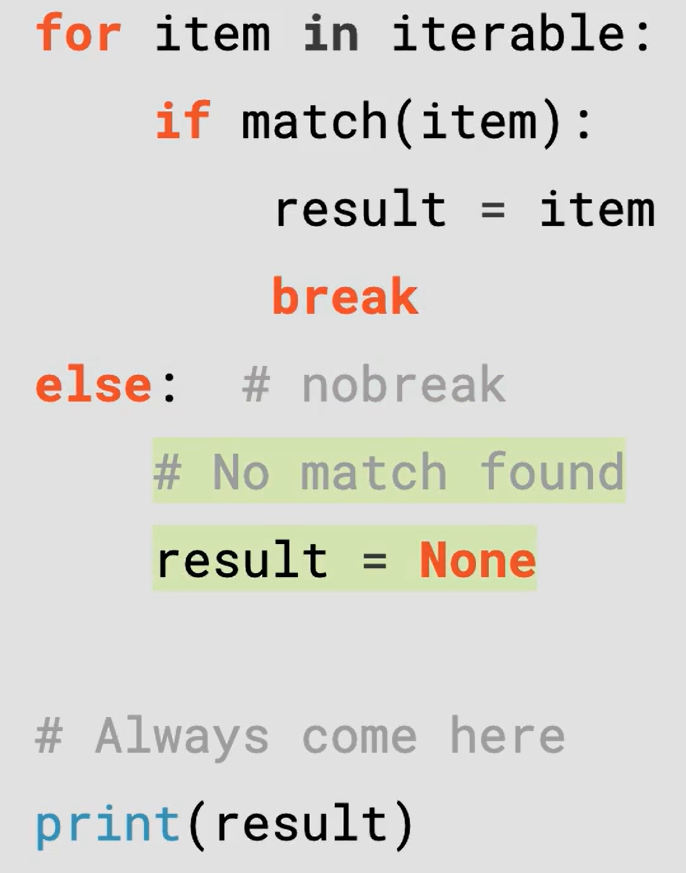 for item in iterable:
    if match(item):
        result = item
        break
else:  # nobreak
    # No match found
    result = None

# Always come here
print(result)